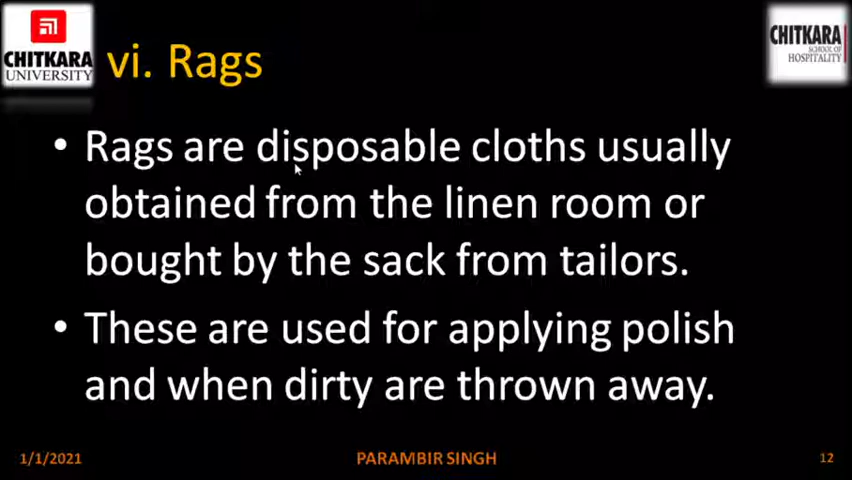 CHITKARA
UNIVERSITY
CHITKARA
SCHOOL OF
HOSPITALITY
vi. Rags
• Rags are disposable cloths usually
obtained from the linen room or
bought by the sack from tailors.
• These are used for applying polish
and when dirty are thrown away.
1/1/2021
PARAMBIR SINGH
12